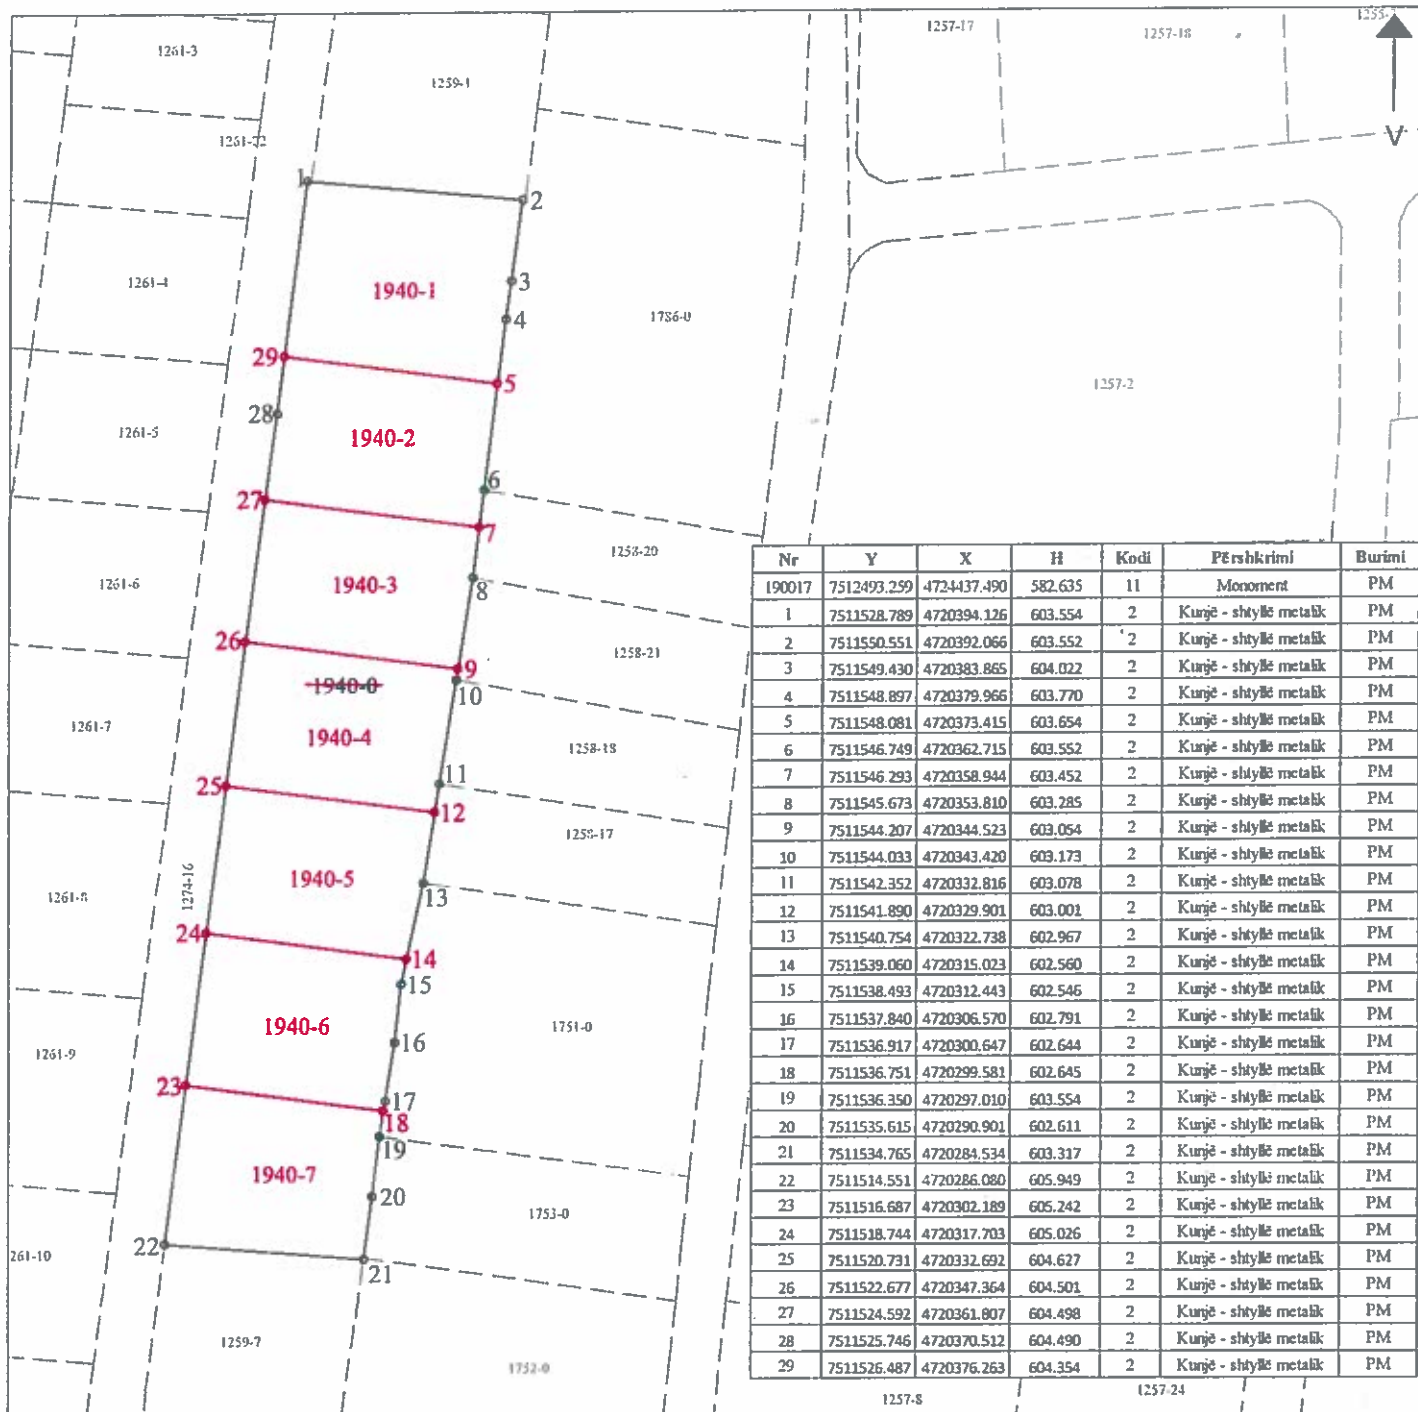 1261-3
1259-1
1257-17
1257-18
V
1261-22
1
2
1261-4
1940-1
3
4
1786-0
1257-2
29
5
28
1261-5
1940-2
6
27
7
1258-20
1261-6
1940-3
8
26
9
1258-21
1940-0
10
1261-7
1940-4
1258-18
11
25
12
1258-17
1940-5
13
1261-8
1274-16
24
14
15
1940-6
1751-0
16
1261-9
23
17
18
19
1940-7
20
1753-0
22
261-10
21
1259-7
1752-0
1257-8
1257-24
Nr Y X H Kodi Përshkrimi Burimi
190017 7512493.259 4724437.490 582.635 11 Monoment PM
1 7511528.789 4720394.126 603.554 2 Kunjë - shtyllë metalik PM
2 7511550.551 4720392.066 603.552 2 Kunjë - shtyllë metalik PM
3 7511549.430 4720383.865 604.022 2 Kunjë - shtyllë metalik PM
4 7511548.897 4720379.966 603.770 2 Kunjë - shtyllë metalik PM
5 7511548.081 4720373.415 603.654 2 Kunjë - shtyllë metalik PM
6 7511546.749 4720362.715 603.552 2 Kunjë - shtyllë metalik PM
7 7511546.293 4720358.944 603.452 2 Kunjë - shtyllë metalik PM
8 7511545.673 4720353.810 603.285 2 Kunjë - shtyllë metalik PM
9 7511544.207 4720344.523 603.054 2 Kunjë - shtyllë metalik PM
10 7511544.033 4720343.420 603.173 2 Kunjë - shtyllë metalik PM
11 7511542.352 4720332.816 603.078 2 Kunjë - shtyllë metalik PM
12 7511541.890 4720329.901 603.001 2 Kunjë - shtyllë metalik PM
13 7511540.754 4720322.738 602.967 2 Kunjë - shtyllë metalik PM
14 7511539.060 4720315.023 602.560 2 Kunjë - shtyllë metalik PM
15 7511538.493 4720312.443 602.546 2 Kunjë - shtyllë metalik PM
16 7511537.840 4720306.570 602.791 2 Kunjë - shtyllë metalik PM
17 7511536.917 4720300.647 602.644 2 Kunjë - shtyllë metalik PM
18 7511536.751 4720299.581 602.645 2 Kunjë - shtyllë metalik PM
19 7511536.350 4720297.010 603.554 2 Kunjë - shtyllë metalik PM
20 7511535.615 4720290.901 602.611 2 Kunjë - shtyllë metalik PM
21 7511534.765 4720284.534 603.317 2 Kunjë - shtyllë metalik PM
22 7511514.551 4720286.080 605.949 2 Kunjë - shtyllë metalik PM
23 7511516.687 4720302.189 605.242 2 Kunjë - shtyllë metalik PM
24 7511518.744 4720317.703 605.026 2 Kunjë - shtyllë metalik PM
25 7511520.731 4720332.692 604.627 2 Kunjë - shtyllë metalik PM
26 7511522.677 4720347.364 604.501 2 Kunjë - shtyllë metalik PM
27 7511524.592 4720361.807 604.498 2 Kunjë - shtyllë metalik PM
28 7511525.746 4720370.512 604.490 2 Kunjë - shtyllë metalik PM
29 7511526.487 4720376.263 604.354 2 Kunjë - shtyllë metalik PM